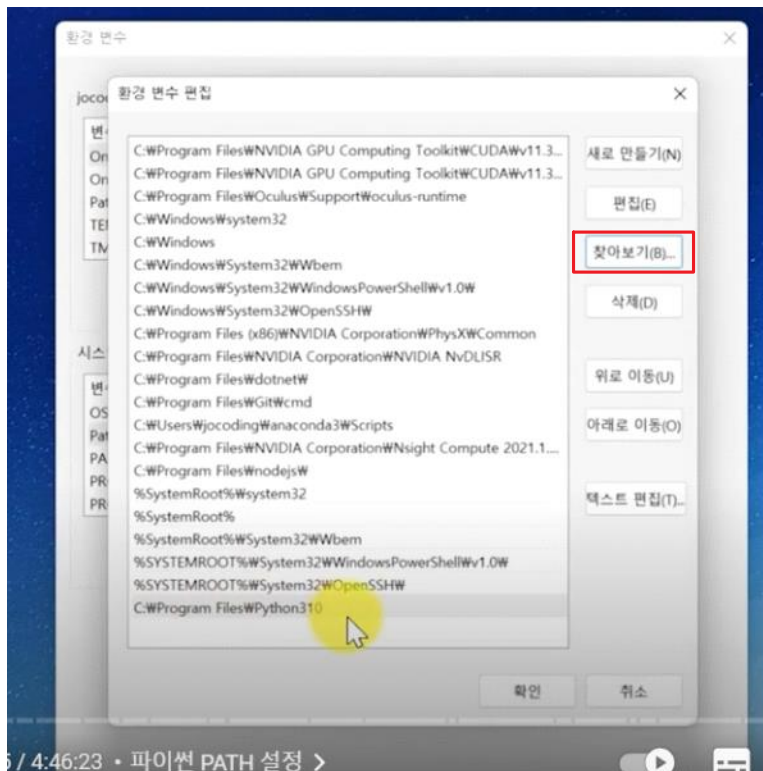 환경 변수
환경 변수 편집
C:₩Program Files₩NVIDIA GPU Computing Toolkit₩CUDA₩v11.3...
C:₩Program Files₩NVIDIA GPU Computing Toolkit₩CUDA₩v11.3...
C:₩Program Files₩Oculus₩Support₩oculus-runtime
C:₩Windows₩system32
C:₩Windows
C:₩Windows₩System32₩Wbem
C:₩Windows₩System32₩WindowsPowerShell₩v1.0₩
C:₩Windows₩System32₩OpenSSH₩
C:₩Program Files (x86)₩NVIDIA Corporation₩PhysX₩Common
C:₩Program Files₩NVIDIA Corporation₩NVIDIA NvDLISR
C:₩Program Files₩dotnet₩
C:₩Program Files₩Git₩cmd
C:₩Users₩jocoding₩anaconda3₩Scripts
C:₩Program Files₩NVIDIA Corporation₩Nsight Compute 2021.1....
C:₩Program Files₩nodejs₩
%SystemRoot%₩system32
%SystemRoot%
%SystemRoot%₩System32₩Wbem
%SYSTEMROOT%₩System32₩WindowsPowerShell₩v1.0₩
%SYSTEMROOT%₩System32₩OpenSSH₩
C:₩Program Files₩Python310
새로 만들기(N)
편집(E)
찾아보기(B)...
삭제(D)
위로 이동(U)
아래로 이동(O)
텍스트 편집(T)...
확인
취소
/ 4:46:23 • 파이썬 PATH 설정 >